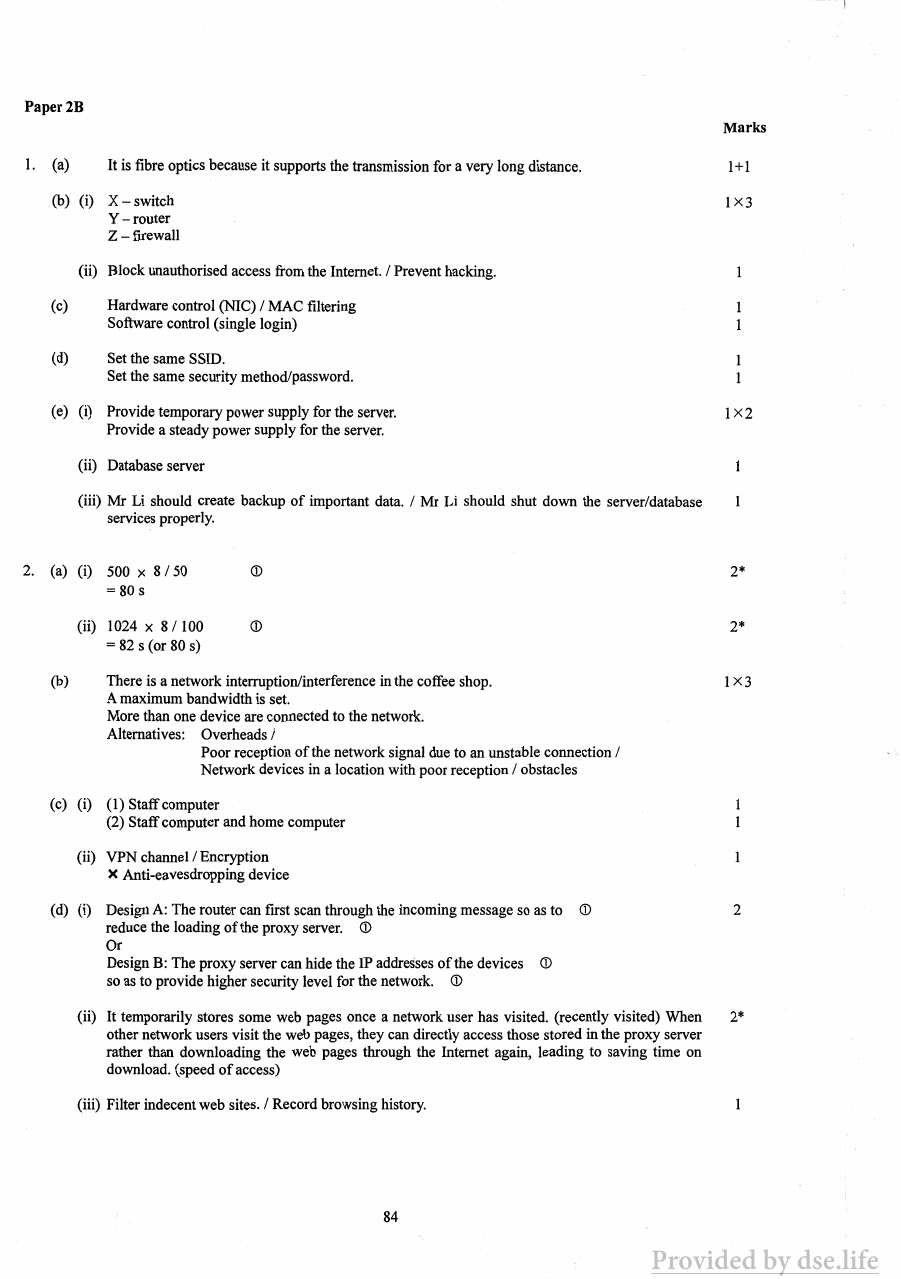 Paper 2B
Marks
1. (a) It is fibre optics because it supports the transmission for a very long distance. 1+1
(b) (i) X – switch 1×3
Y – router
Z – firewall
(ii) Block unauthorised access from the Internet. / Prevent hacking. 1
(c) Hardware control (NIC) / MAC filtering 1
Software control (single login) 1
(d) Set the same SSID. 1
Set the same security method/password. 1
(e) (i) Provide temporary power supply for the server. 1×2
Provide a steady power supply for the server.
(ii) Database server 1
(iii) Mr Li should create backup of important data. / Mr Li should shut down the server/database 1
services properly.
2. (a) (i) 500 × 8 / 50 ① 2*
= 80 s
(ii) 1024 × 8 / 100 ① 2*
= 82 s (or 80 s)
(b) There is a network interruption/interference in the coffee shop. 1×3
A maximum bandwidth is set.
More than one device are connected to the network.
Alternatives: Overheads /
Poor reception of the network signal due to an unstable connection /
Network devices in a location with poor reception / obstacles
(c) (i) (1) Staff computer 1
(2) Staff computer and home computer 1
(ii) VPN channel / Encryption 1
✗ Anti-eavesdropping device
(d) (i) Design A: The router can first scan through the incoming message so as to ① 2
reduce the loading of the proxy server. ①
Or
Design B: The proxy server can hide the IP addresses of the devices ①
so as to provide higher security level for the network. ①
(ii) It temporarily stores some web pages once a network user has visited. (recently visited) When 2*
other network users visit the web pages, they can directly access those stored in the proxy server
rather than downloading the web pages through the Internet again, leading to saving time on
download. (speed of access)
(iii) Filter indecent web sites. / Record browsing history. 1
84
Provided by dse.life